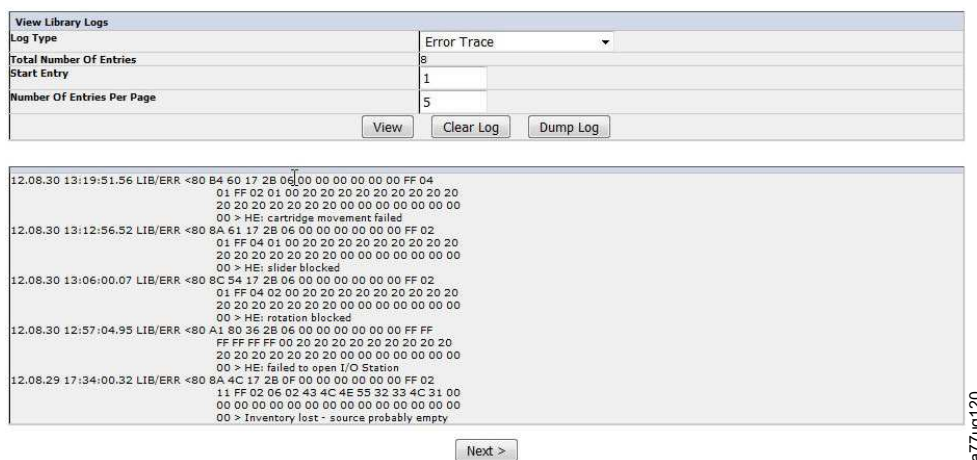 View Library Logs
Log Type
Error Trace
Total Number Of Entries
8
Start Entry
1
Number Of Entries Per Page
5
View
Clear Log
Dump Log
12.08.30 13:19:51.56 LIB/ERR <80 B4 60 17 2B 06 00 00 00 00 00 00 FF 04
01 FF 02 01 00 20 20 20 20 20 20 20 20 20
20 20 20 20 20 20 20 00 00 00 00 00 00 00
00 > HE: cartridge movement failed
12.08.30 13:12:56.52 LIB/ERR <80 8A 61 17 2B 06 00 00 00 00 00 00 FF 02
01 FF 04 01 00 20 20 20 20 20 20 20 20 20
20 20 20 20 20 20 20 00 00 00 00 00 00 00
00 > HE: slider blocked
12.08.30 13:06:00.07 LIB/ERR <80 8C 54 17 2B 06 00 00 00 00 00 00 FF 02
01 FF 04 02 00 20 20 20 20 20 20 20 20 20
20 20 20 20 20 20 20 00 00 00 00 00 00 00
00 > HE: rotation blocked
12.08.30 12:57:04.95 LIB/ERR <80 A1 80 36 2B 06 00 00 00 00 00 00 FF FF
FF FF FF FF 00 20 20 20 20 20 20 20 20 20
20 20 20 20 20 20 20 00 00 00 00 00 00 00
00 > HE: failed to open I/O Station
12.08.29 17:34:00.32 LIB/ERR <80 8A 4C 17 2B 0F 00 00 00 00 00 00 FF 02
11 FF 02 06 02 43 4C 4E 55 32 33 4C 31 00
00 00 00 00 00 00 00 00 00 00 00 00 00 00
00 > Inventory lost - source probably empty
Next >
a77ug120